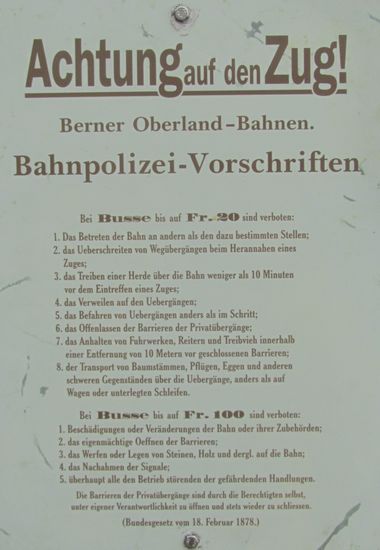 Achtung auf den Zug!
Berner Oberland-Bahnen.
Bahnpolizei-Vorschriften
Bei Busse bis auf Fr. 20 sind verboten:
1. Das Betreten der Bahn an andern als den dazu bestimmten Stellen;
2. das Ueberschreiten von Wegübergängen beim Herannahen eines
Zuges;
3. das Treiben einer Herde über die Bahn weniger als 10 Minuten
vor dem Eintreffen eines Zuges;
4. das Verweilen auf den Uebergängen;
5. das Befahren von Uebergängen anders als im Schritt;
6. das Offenlassen der Barrieren der Privatübergänge;
7. das Anhalten von Fuhrwerken, Reitern und Treibvieh innerhalb
einer Entfernung von 10 Metern vor geschlossenen Barrieren;
8. der Transport von Baumstämmen, Pflügen, Eggen und anderen
schweren Gegenständen über die Uebergänge, anders als auf
Wagen oder unterlegten Schleifen.
Bei Busse bis auf Fr. 100 sind verboten:
1. Beschädigungen oder Veränderungen der Bahn oder ihrer Zubehörden;
2. das eigenmächtige Oeffnen der Barrieren;
3. das Werfen oder Legen von Steinen, Holz und dergl. auf die Bahn;
4. das Nachahmen der Signale;
5. überhaupt alle den Betrieb störenden der gefährdenden Handlungen.
Die Barrieren der Privatübergänge sind durch die Berechtigten selbst,
unter eigener Verantwortlichkeit zu öffnen und stets wieder zu schliessen.
(Bundesgesetz vom 18. Februar 1878.)